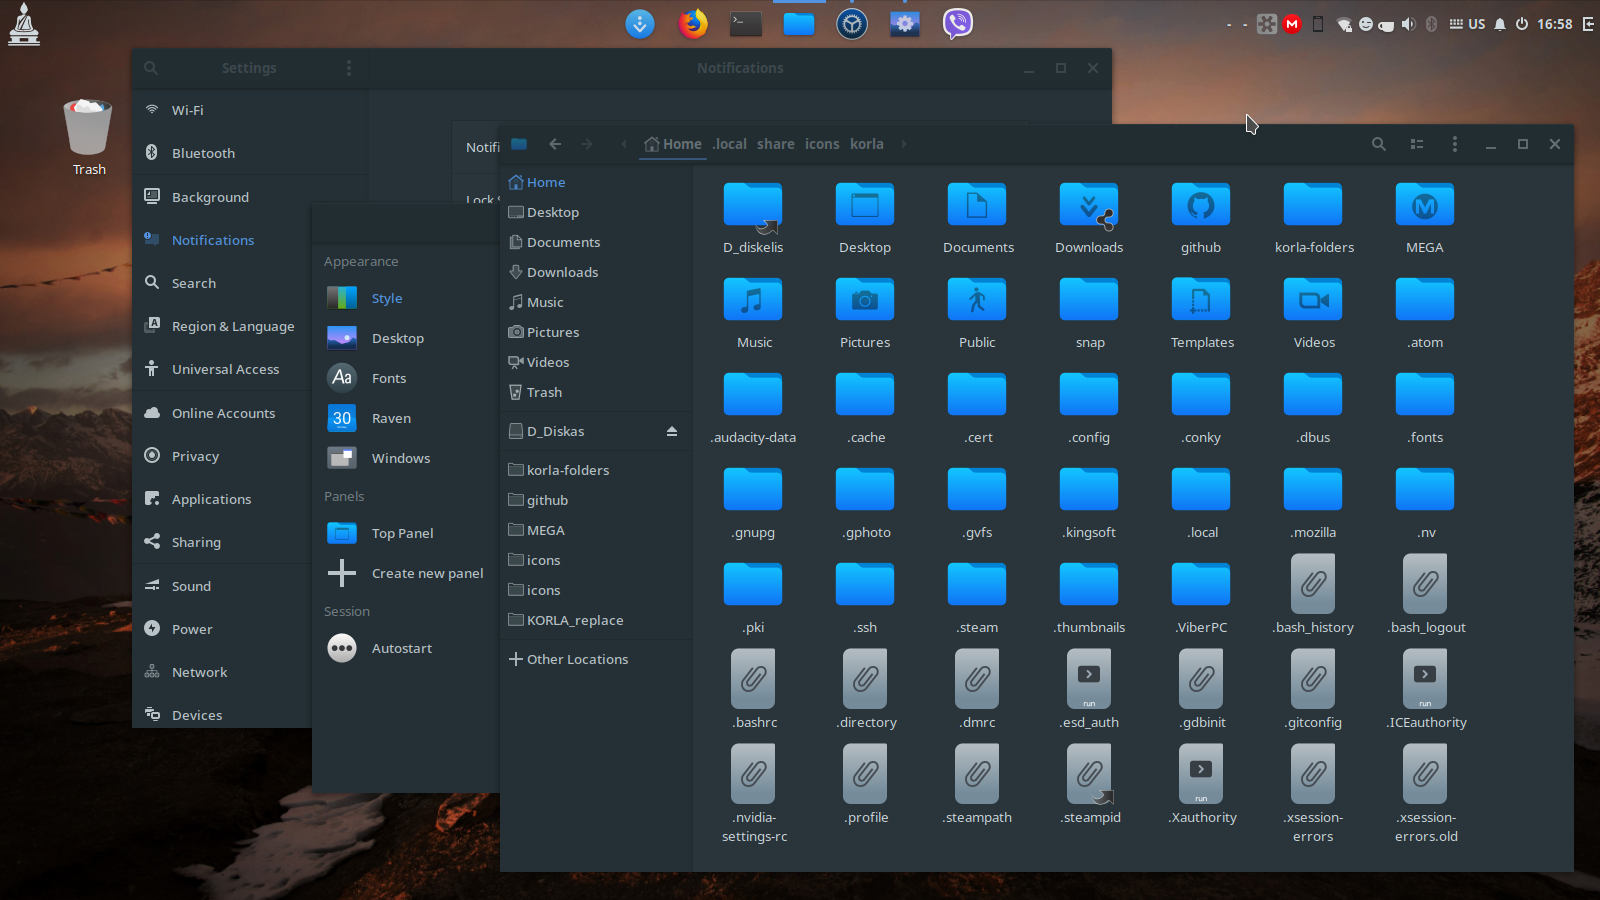 US
16:58
Trash
Settings
Notifications
Wi-Fi
Bluetooth
Background
Notifications
Search
Region & Language
Universal Access
Online Accounts
Privacy
Applications
Sharing
Sound
Power
Network
Devices
Notifi
Lock S
Appearance
Style
Desktop
Aa
Fonts
30
Raven
Windows
Panels
Top Panel
Create new panel
Session
Autostart
Home .local share icons korla
Home
Desktop
Documents
Downloads
Music
Pictures
Videos
Trash
D_Diskas
korla-folders
github
MEGA
icons
icons
KORLA_replace
Other Locations
D_diskelis Desktop Documents Downloads github korla-folders MEGA
Music Pictures Public snap Templates Videos .atom
.audacity-data .cache .cert .config .conky .dbus .fonts
.gnupg .gphoto .gvfs .kingsoft .local .mozilla .nv
.pki .ssh .steam .thumbnails .ViberPC .bash_history .bash_logout
run run
.bashrc .directory .dmrc .esd_auth .gdbinit .gitconfig .ICEauthority
run
.nvidia- .profile .steampath .steampid .Xauthority .xsession- .xsession-
settings-rc errors errors.old